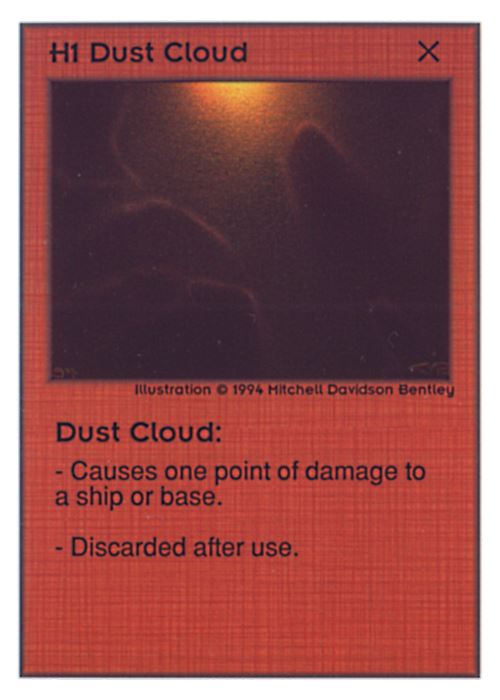 H1 Dust Cloud X
Illustration © 1994 Mitchell Davidson Bentley
Dust Cloud:
- Causes one point of damage to
a ship or base.
- Discarded after use.